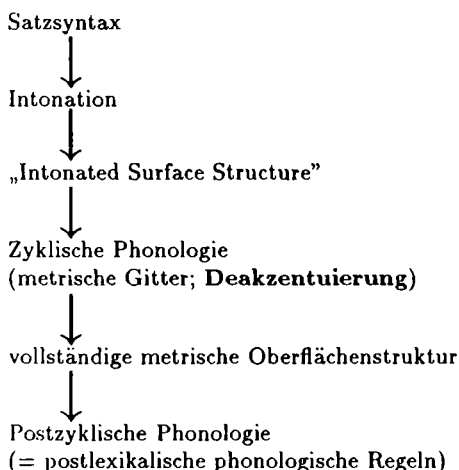 Satzsyntax
Intonation
„Intonated Surface Structure”
Zyklische Phonologie
(metrische Gitter; Deakzentuierung)
vollständige metrische Oberflächenstruktur
Postzyklische Phonologie
(= postlexikalische phonologische Regeln)